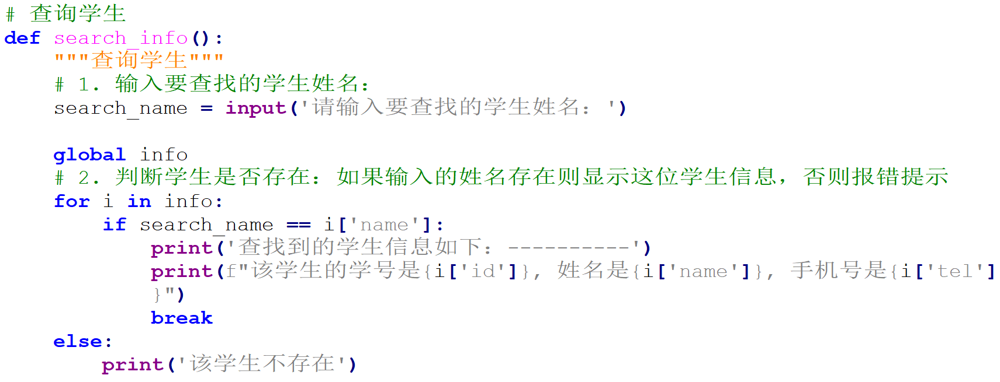 # 查询学生
def search_info():
    """查询学生"""
    # 1. 输入要查找的学生姓名：
    search_name = input('请输入要查找的学生姓名：')

    global info
    # 2. 判断学生是否存在：如果输入的姓名存在则显示这位学生信息，否则报错提示
    for i in info:
        if search_name == i['name']:
            print('查找到的学生信息如下：----------')
            print(f"该学生的学号是{i['id']}, 姓名是{i['name']}, 手机号是{i['tel']
            }")
            break
    else:
        print('该学生不存在')